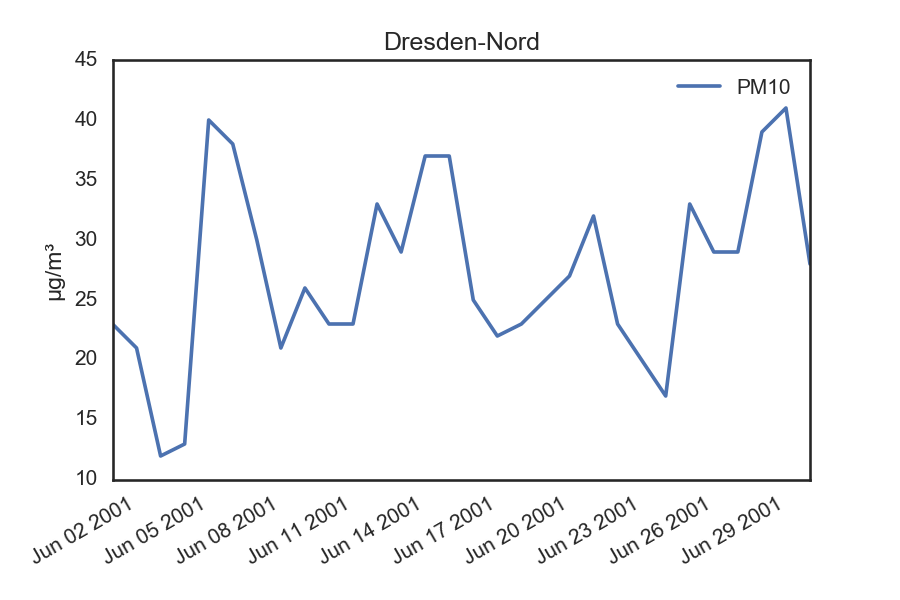 Dresden-Nord
PM10
µg/m³
45
40
35
30
25
20
15
10
Jun 02 2001
Jun 05 2001
Jun 08 2001
Jun 11 2001
Jun 14 2001
Jun 17 2001
Jun 20 2001
Jun 23 2001
Jun 26 2001
Jun 29 2001